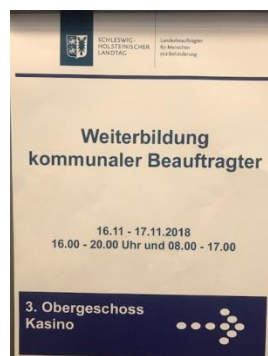 SCHLESWIG-
HOLSTEINISCHER
LANDTAG
Landesbeauftragter
für Menschen
mit Behinderung
Weiterbildung
kommunaler Beauftragter
16.11 - 17.11.2018
16.00 - 20.00 Uhr und 08.00 - 17.00
3. Obergeschoss
Kasino